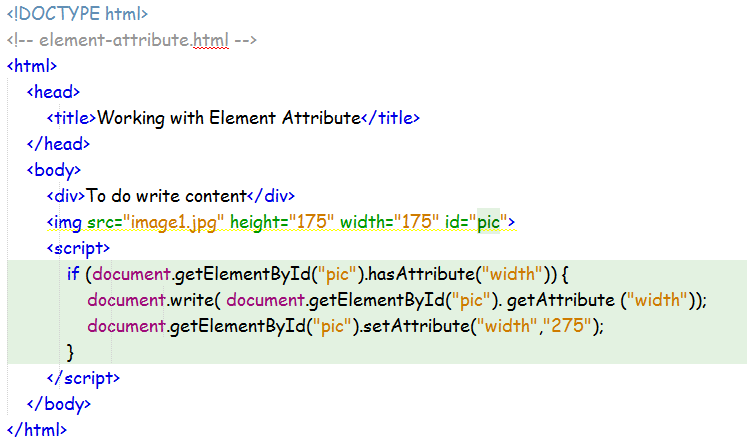 <!DOCTYPE html>
<!-- element-attribute.html -->
<html>
<head>
<title>Working with Element Attribute</title>
</head>
<body>
<div>To do write content</div>
<img src="image1.jpg" height="175" width="175" id="pic">
<script>
if (document.getElementById("pic").hasAttribute("width")) {
document.write( document.getElementById("pic"). getAttribute ("width"));
document.getElementById("pic").setAttribute("width","275");
}
</script>
</body>
</html>